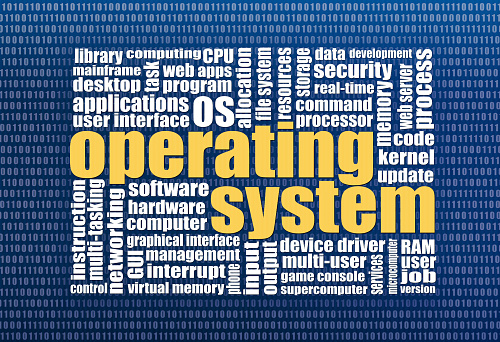 library computing CPU
mainframe task web apps
desktop program
applications OS
user interface
allocation
file system
resources
storage
data development
security
real-time
command
processor
memory
web server
process
code
kernel
update
operating
system
instruction
multi-tasking
networking
software
hardware
computer
graphical interface
GUI management
interrupt
control virtual memory
phone
input
output
device driver
multi-user
game console
supercomputer
services
microcomputer
RAM
user
job
version